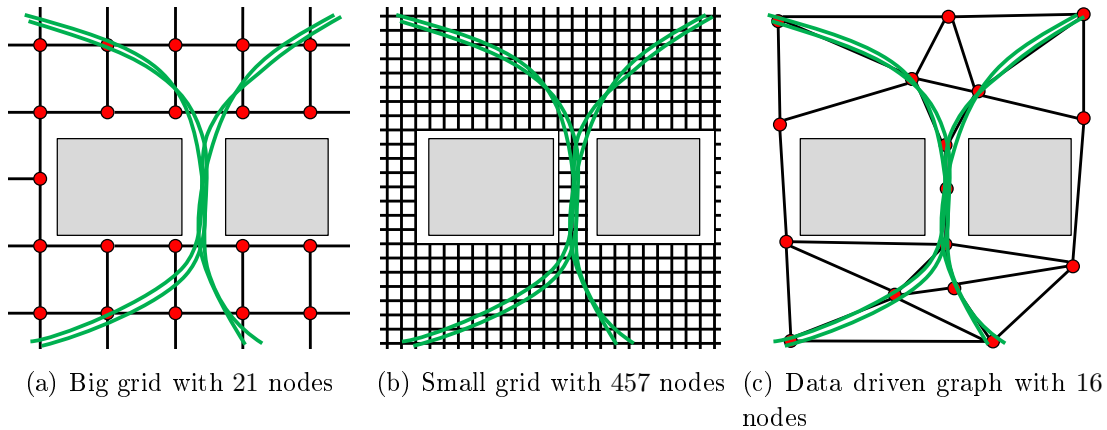 (a) Big grid with 21 nodes
(b) Small grid with 457 nodes
(c) Data driven graph with 16
nodes